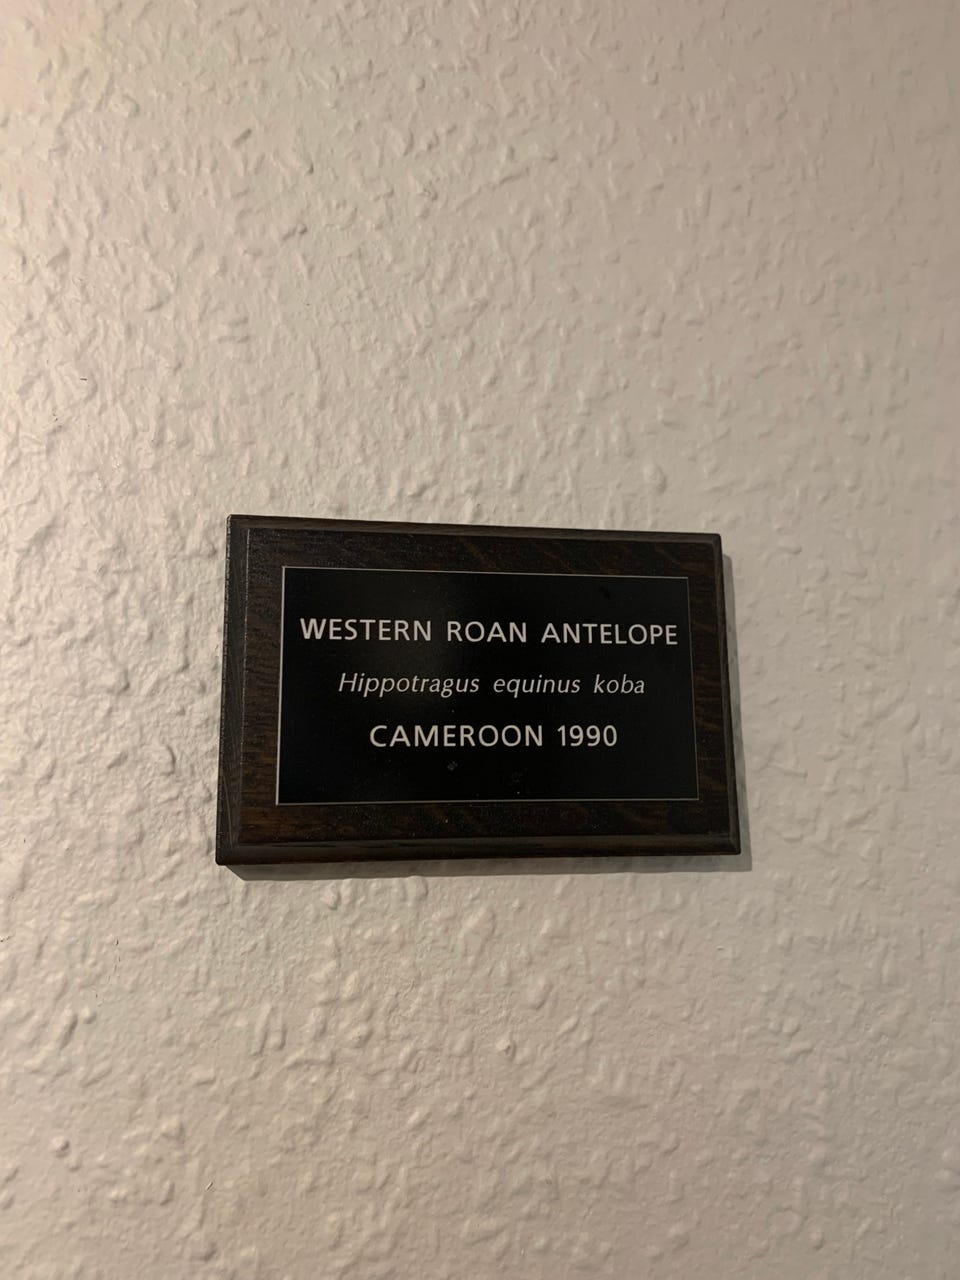 WESTERN ROAN ANTELOPE
Hippotragus equinus koba
CAMEROON 1990